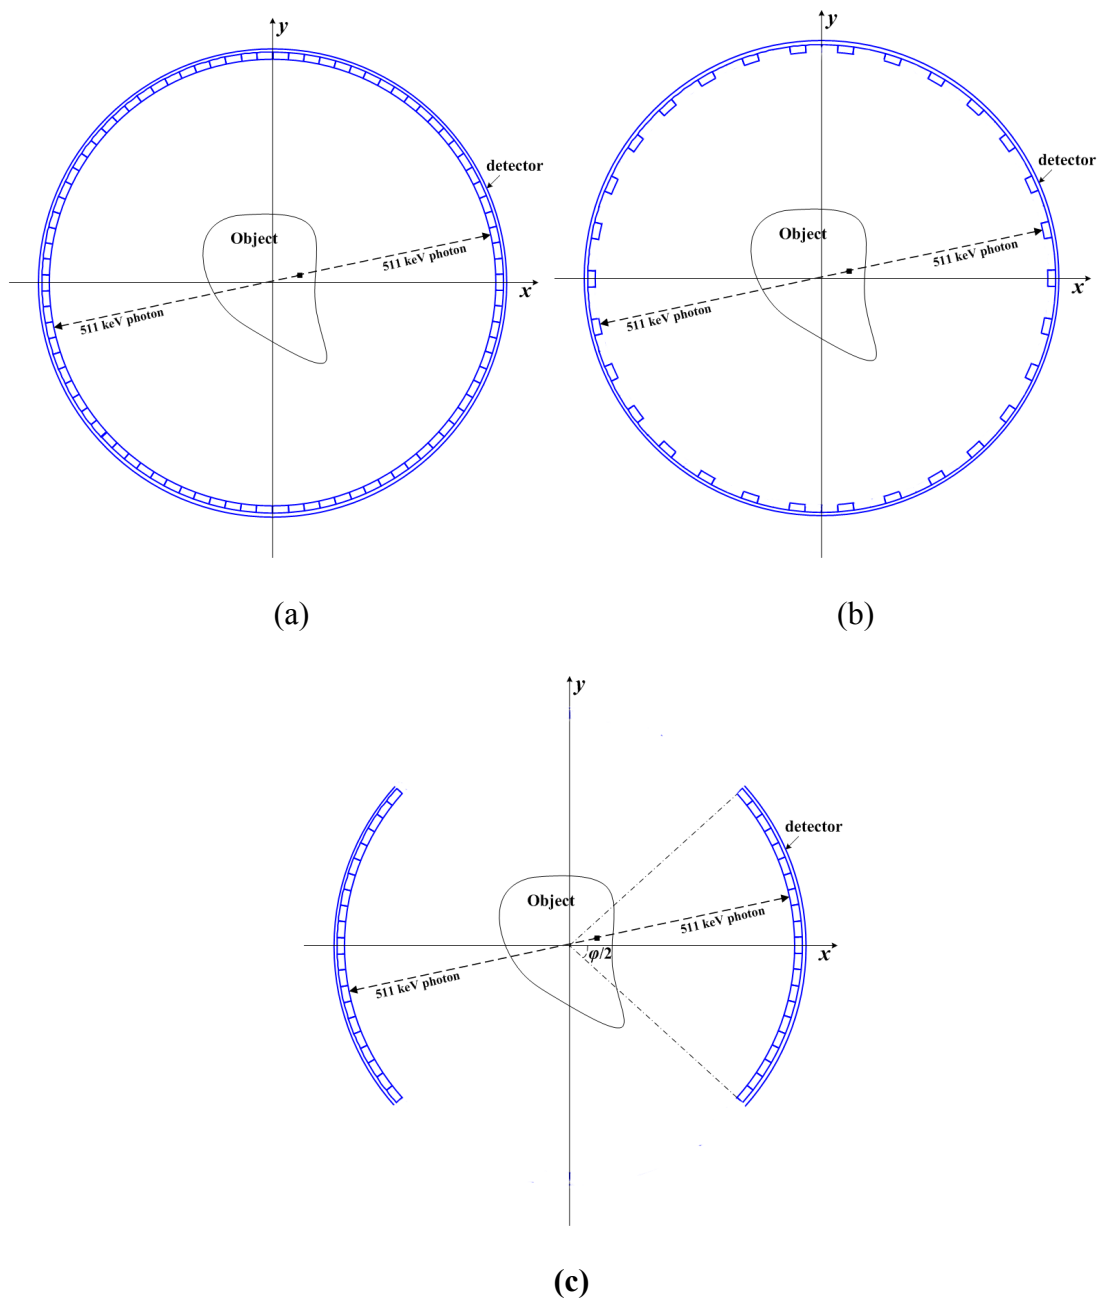 y
detector
Object
511 keV photon
511 keV photon
x
(a)
y
detector
Object
511 keV photon
511 keV photon
x
(b)
y
detector
Object
511 keV photon
φ/2
x
511 keV photon
(c)